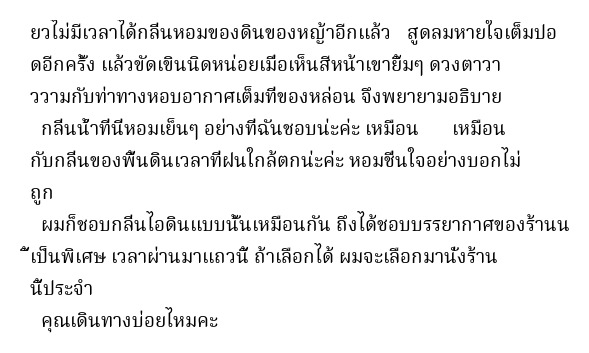 ยวไม่มีเวลาได้กลิ่นหอมของดินของหญ้าอีกแล้ว สูดลมหายใจเต็มปอ
ดอีกครั้ง แล้วขัดเขินนิดหน่อยเมื่อเห็นสีหน้าเขายิ้มๆ ดวงตาวา
ววามกับท่าทางหอบอากาศเต็มที่ของหล่อน จึงพยายามอธิบาย
กลิ่นน้ำที่นี่หอมเย็นๆ อย่างที่ฉันชอบน่ะค่ะ เหมือน เหมือน
กับกลิ่นของพื้นดินเวลาที่ฝนใกล้ตกน่ะค่ะ หอมชื่นใจอย่างบอกไม่
ถูก
ผมก็ชอบกลิ่นไอดินแบบนั้นเหมือนกัน ถึงได้ชอบบรรยากาศของร้านน
ี้เป็นพิเศษ เวลาผ่านมาแถวนี้ ถ้าเลือกได้ ผมจะเลือกมานั่งร้าน
นี้ประจำ
คุณเดินทางบ่อยไหมคะ